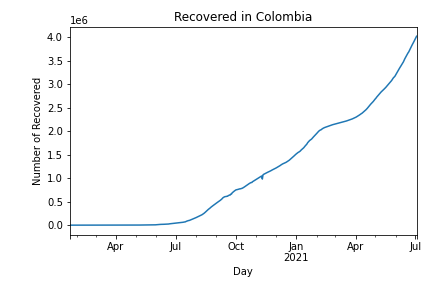 Recovered in Colombia
1e6
4.0
3.5
3.0
2.5
2.0
1.5
1.0
0.5
0.0
Number of Recovered
Apr Jul Oct Jan Apr Jul
2021
Day